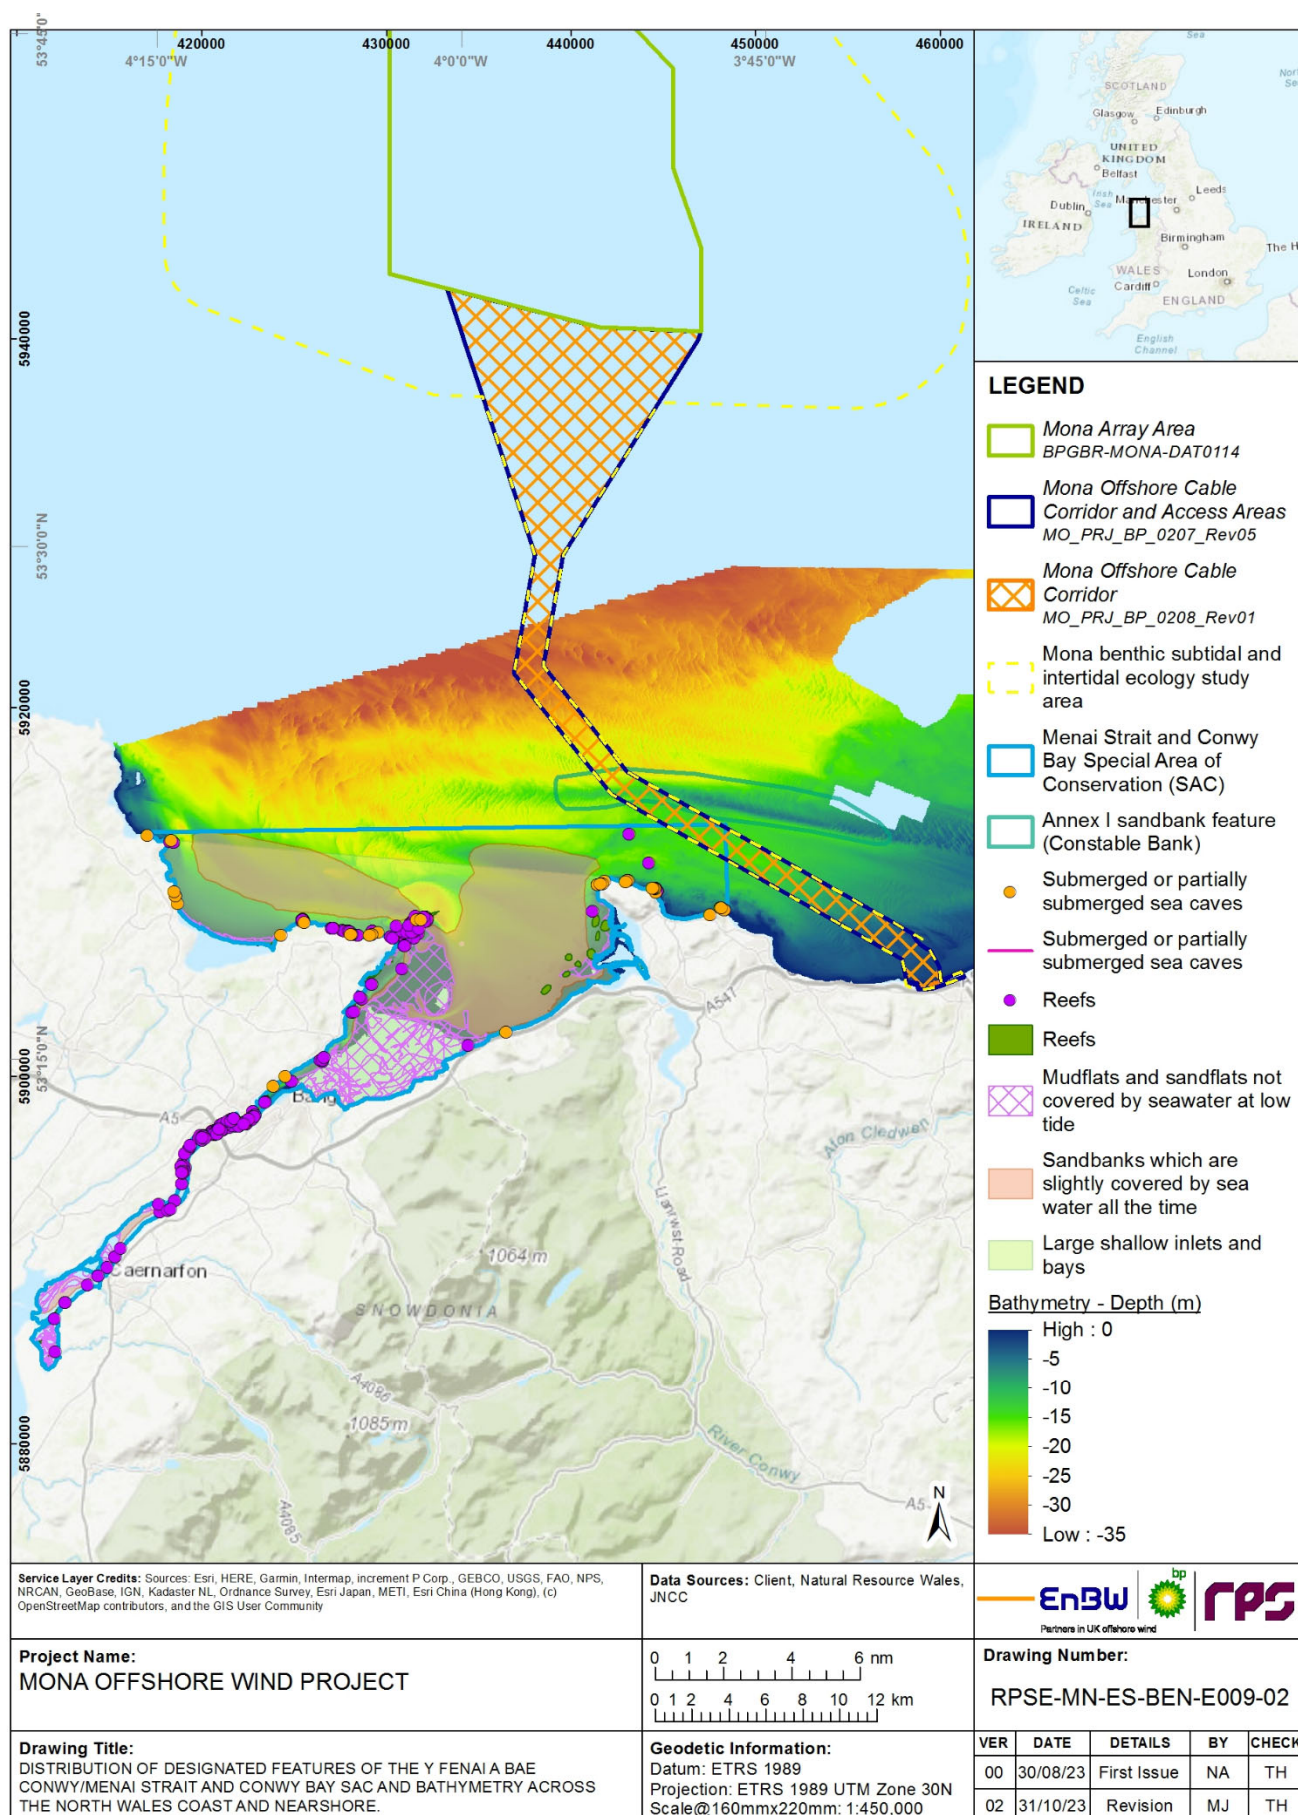 420000
430000
440000
450000
460000
4°15'0"W
4°0'0"W
3°45'0"W
53°45'0"
5940000
53°30'0"N
5920000
5900000
53°15'0"N
5880000
A547
A5
Caernarfon
Aton Cledwen
Llanrwst Road
1064 m
SNOWDONIA
A4086
1085 m
River Conwy
A4085
A5
N
Sea
SCOTLAND
Glasgow
Edinburgh
UNITED
KINGDOM
Belfast
Irish
Sea
Leeds
Dublin
Manchester
IRELAND
Birmingham
The H
WALES
Cardiff
London
Celtic
Sea
ENGLAND
English
Channel
LEGEND
Mona Array Area
BPGBR-MONA-DAT0114
Mona Offshore Cable
Corridor and Access Areas
MO_PRJ_BP_0207_Rev05
Mona Offshore Cable
Corridor
MO_PRJ_BP_0208_Rev01
Mona benthic subtidal and
intertidal ecology study
area
Menai Strait and Conwy
Bay Special Area of
Conservation (SAC)
Annex I sandbank feature
(Constable Bank)
Submerged or partially
submerged sea caves
Submerged or partially
submerged sea caves
Reefs
Reefs
Mudflats and sandflats not
covered by seawater at low
tide
Sandbanks which are
slightly covered by sea
water all the time
Large shallow inlets and
bays
Bathymetry - Depth (m)
High : 0
-5
-10
-15
-20
-25
-30
Low : -35
Service Layer Credits: Sources: Esri, HERE, Garmin, Intermap, increment P Corp., GEBCO, USGS, FAO, NPS,
NRCAN, GeoBase, IGN, Kadaster NL, Ordnance Survey, Esri Japan, METI, Esri China (Hong Kong), (c)
OpenStreetMap contributors, and the GIS User Community
Data Sources: Client, Natural Resource Wales,
JNCC
EnBW
bp
rps
Partners in UK offshore wind
Project Name:
MONA OFFSHORE WIND PROJECT
0 1 2 4 6 nm
0 1 2 4 6 8 10 12 km
Drawing Number:
RPSE-MN-ES-BEN-E009-02
Drawing Title:
DISTRIBUTION OF DESIGNATED FEATURES OF THE Y FENAI A BAE
CONWY/MENAI STRAIT AND CONWY BAY SAC AND BATHYMETRY ACROSS
THE NORTH WALES COAST AND NEARSHORE.
Geodetic Information:
Datum: ETRS 1989
Projection: ETRS 1989 UTM Zone 30N
Scale@160mmx220mm: 1:450,000
VER DATE DETAILS BY CHECK
00 30/08/23 First Issue NA TH
02 31/10/23 Revision MJ TH